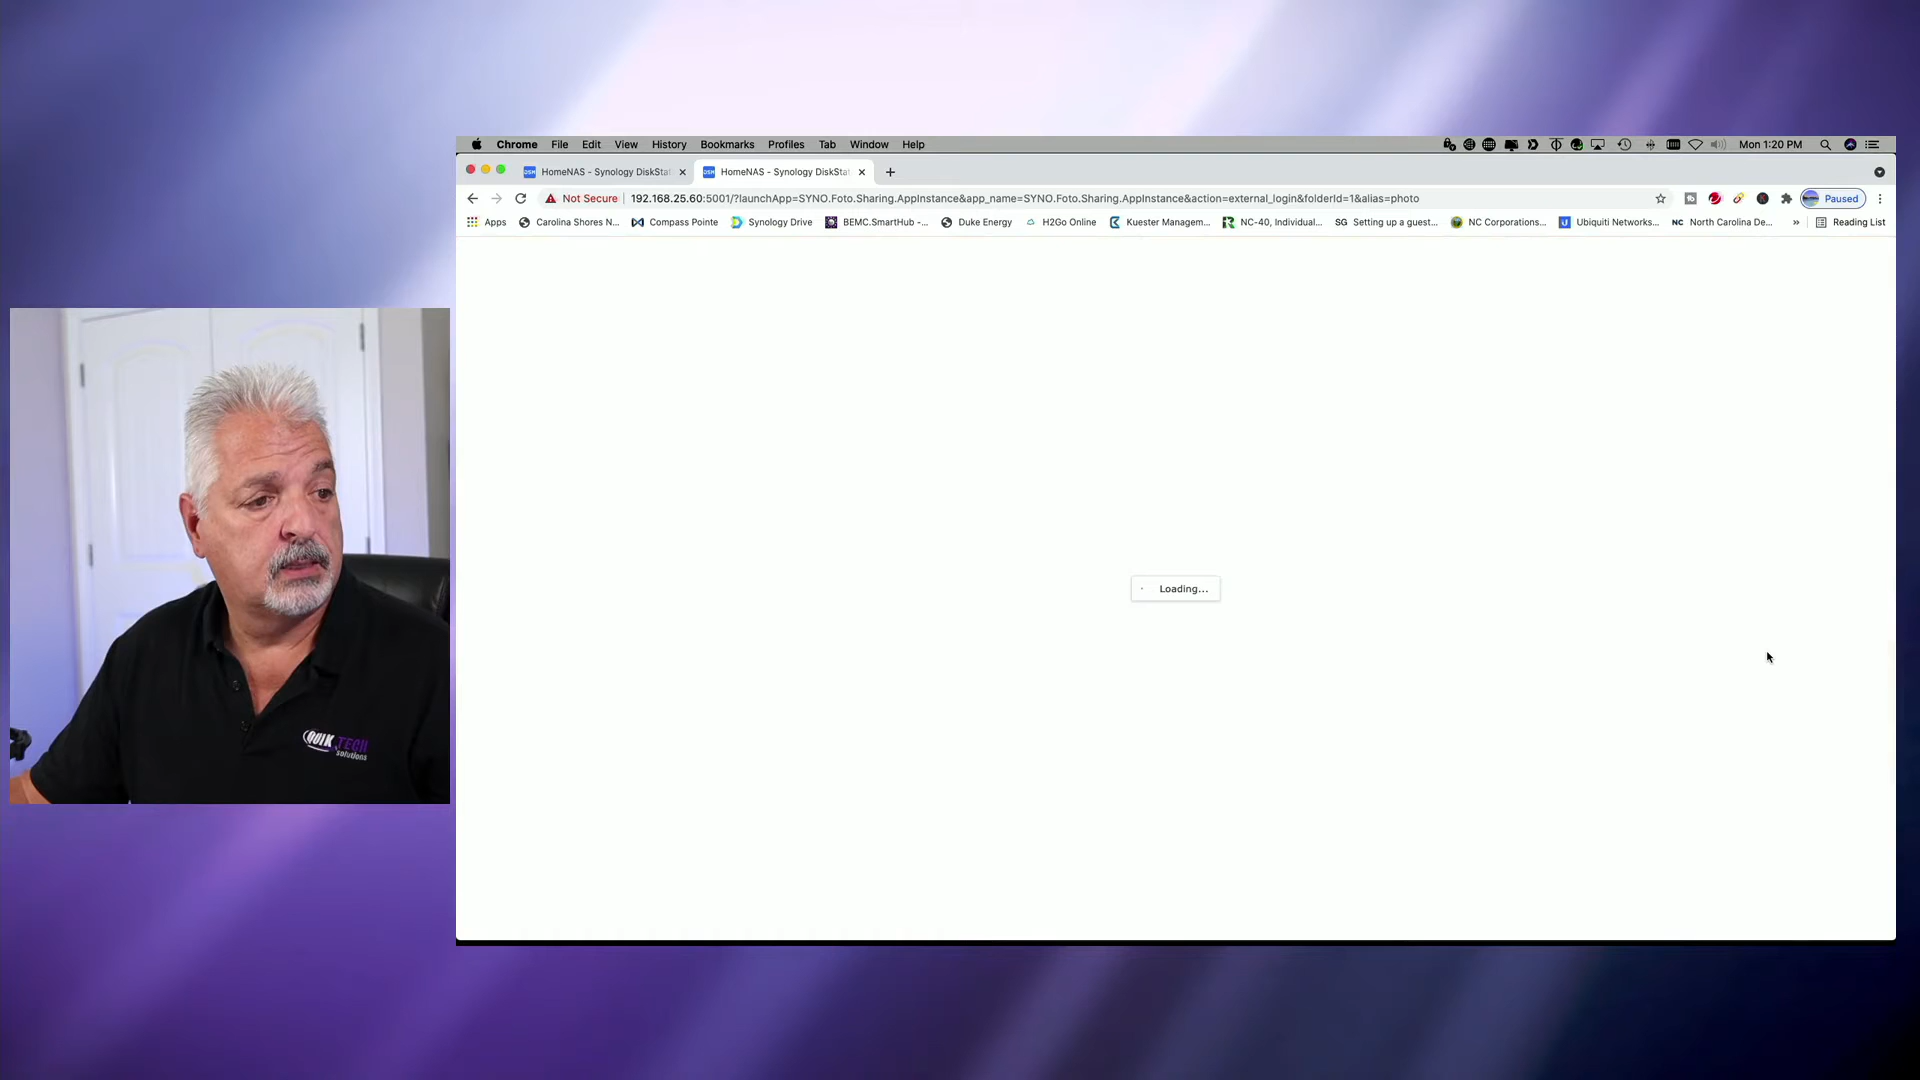 Chrome File Edit View History Bookmarks Profiles Tab Window Help
Mon 1:20 PM
HomeNAS - Synology DiskStat
HomeNAS - Synology DiskStat
Not Secure
192.168.25.60:5001/?launchApp=SYNO.Foto.Sharing.AppInstance&app_name=SYNO.Foto.Sharing.AppInstance&action=external_login&folderId=1&alias=photo
Paused
Apps Carolina Shores N... Compass Pointe Synology Drive BEMC.SmartHub -... Duke Energy H2Go Online Kuester Managem... NC-40, Individual... SG Setting up a guest... NC Corporations... Ubiquiti Networks... NC North Carolina De... » Reading List
Loading...
QUIK TECH
solutions